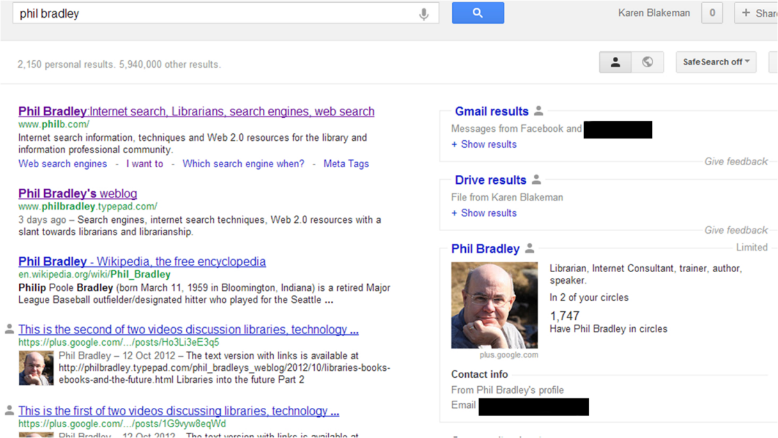 phil bradley
Karen Blakeman
0
+ Shar
2,150 personal results. 5,940,000 other results.
SafeSearch off
Phil Bradley:Internet search, Librarians, search engines, web search
www.philb.com/
Internet search information, techniques and Web 2.0 resources for the library and
information professional community.
Web search engines - I want to - Which search engine when? - Meta Tags
Phil Bradley's weblog
www.philbradley.typepad.com/
3 days ago – Search engines, internet search techniques, Web 2.0 resources with a
slant towards librarians and librarianship.
Phil Bradley - Wikipedia, the free encyclopedia
en.wikipedia.org/wiki/Phil_Bradley
Philip Poole Bradley (born March 11, 1959 in Bloomington, Indiana) is a retired Major
League Baseball outfielder/designated hitter who played for the Seattle ...
This is the second of two videos discussion libraries, technology ...
https://plus.google.com/.../posts/Ho3Li3eE3q5
Phil Bradley – 12 Oct 2012 – The text version with links is available at
http://philbradley.typepad.com/phil_bradleys_weblog/2012/10/libraries-books-
ebooks-and-the-future.html Libraries into the future Part 2
This is the first of two videos discussing libraries, technology ...
https://plus.google.com/.../posts/1G9vyw8eqWd
Phil Bradley – 12 Oct 2012 – The text version with links is available at
Gmail results
Messages from Facebook and
+ Show results
Give feedback
Drive results
File from Karen Blakeman
+ Show results
Give feedback
Phil Bradley
Limited
Librarian, Internet Consultant, trainer, author,
speaker.
In 2 of your circles
1,747
Have Phil Bradley in circles
plus.google.com
Contact info
From Phil Bradley's profile
Email